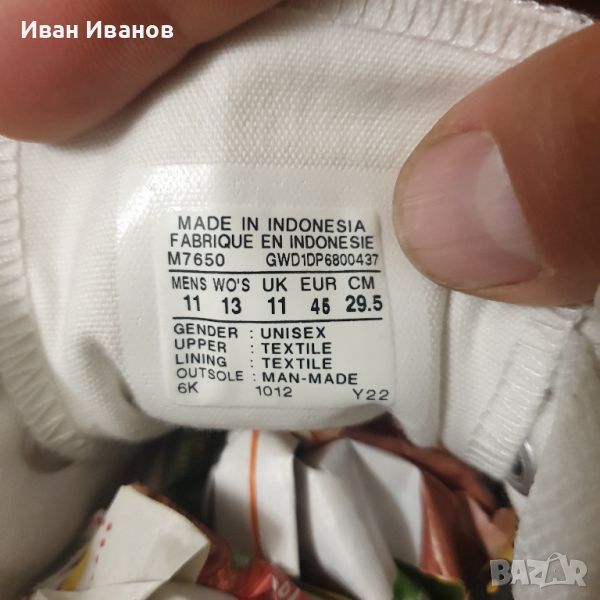 Иван Иванов
MADE IN INDONESIA
FABRIQUE EN INDONESIE
M7650 GWD1DP6800437
MENS WO'S UK EUR CM
11 13 11 46 29.5
GENDER : UNISEX
UPPER : TEXTILE
LINING : TEXTILE
OUTSOLE : MAN-MADE
6K 1012 Y22
BAZAR